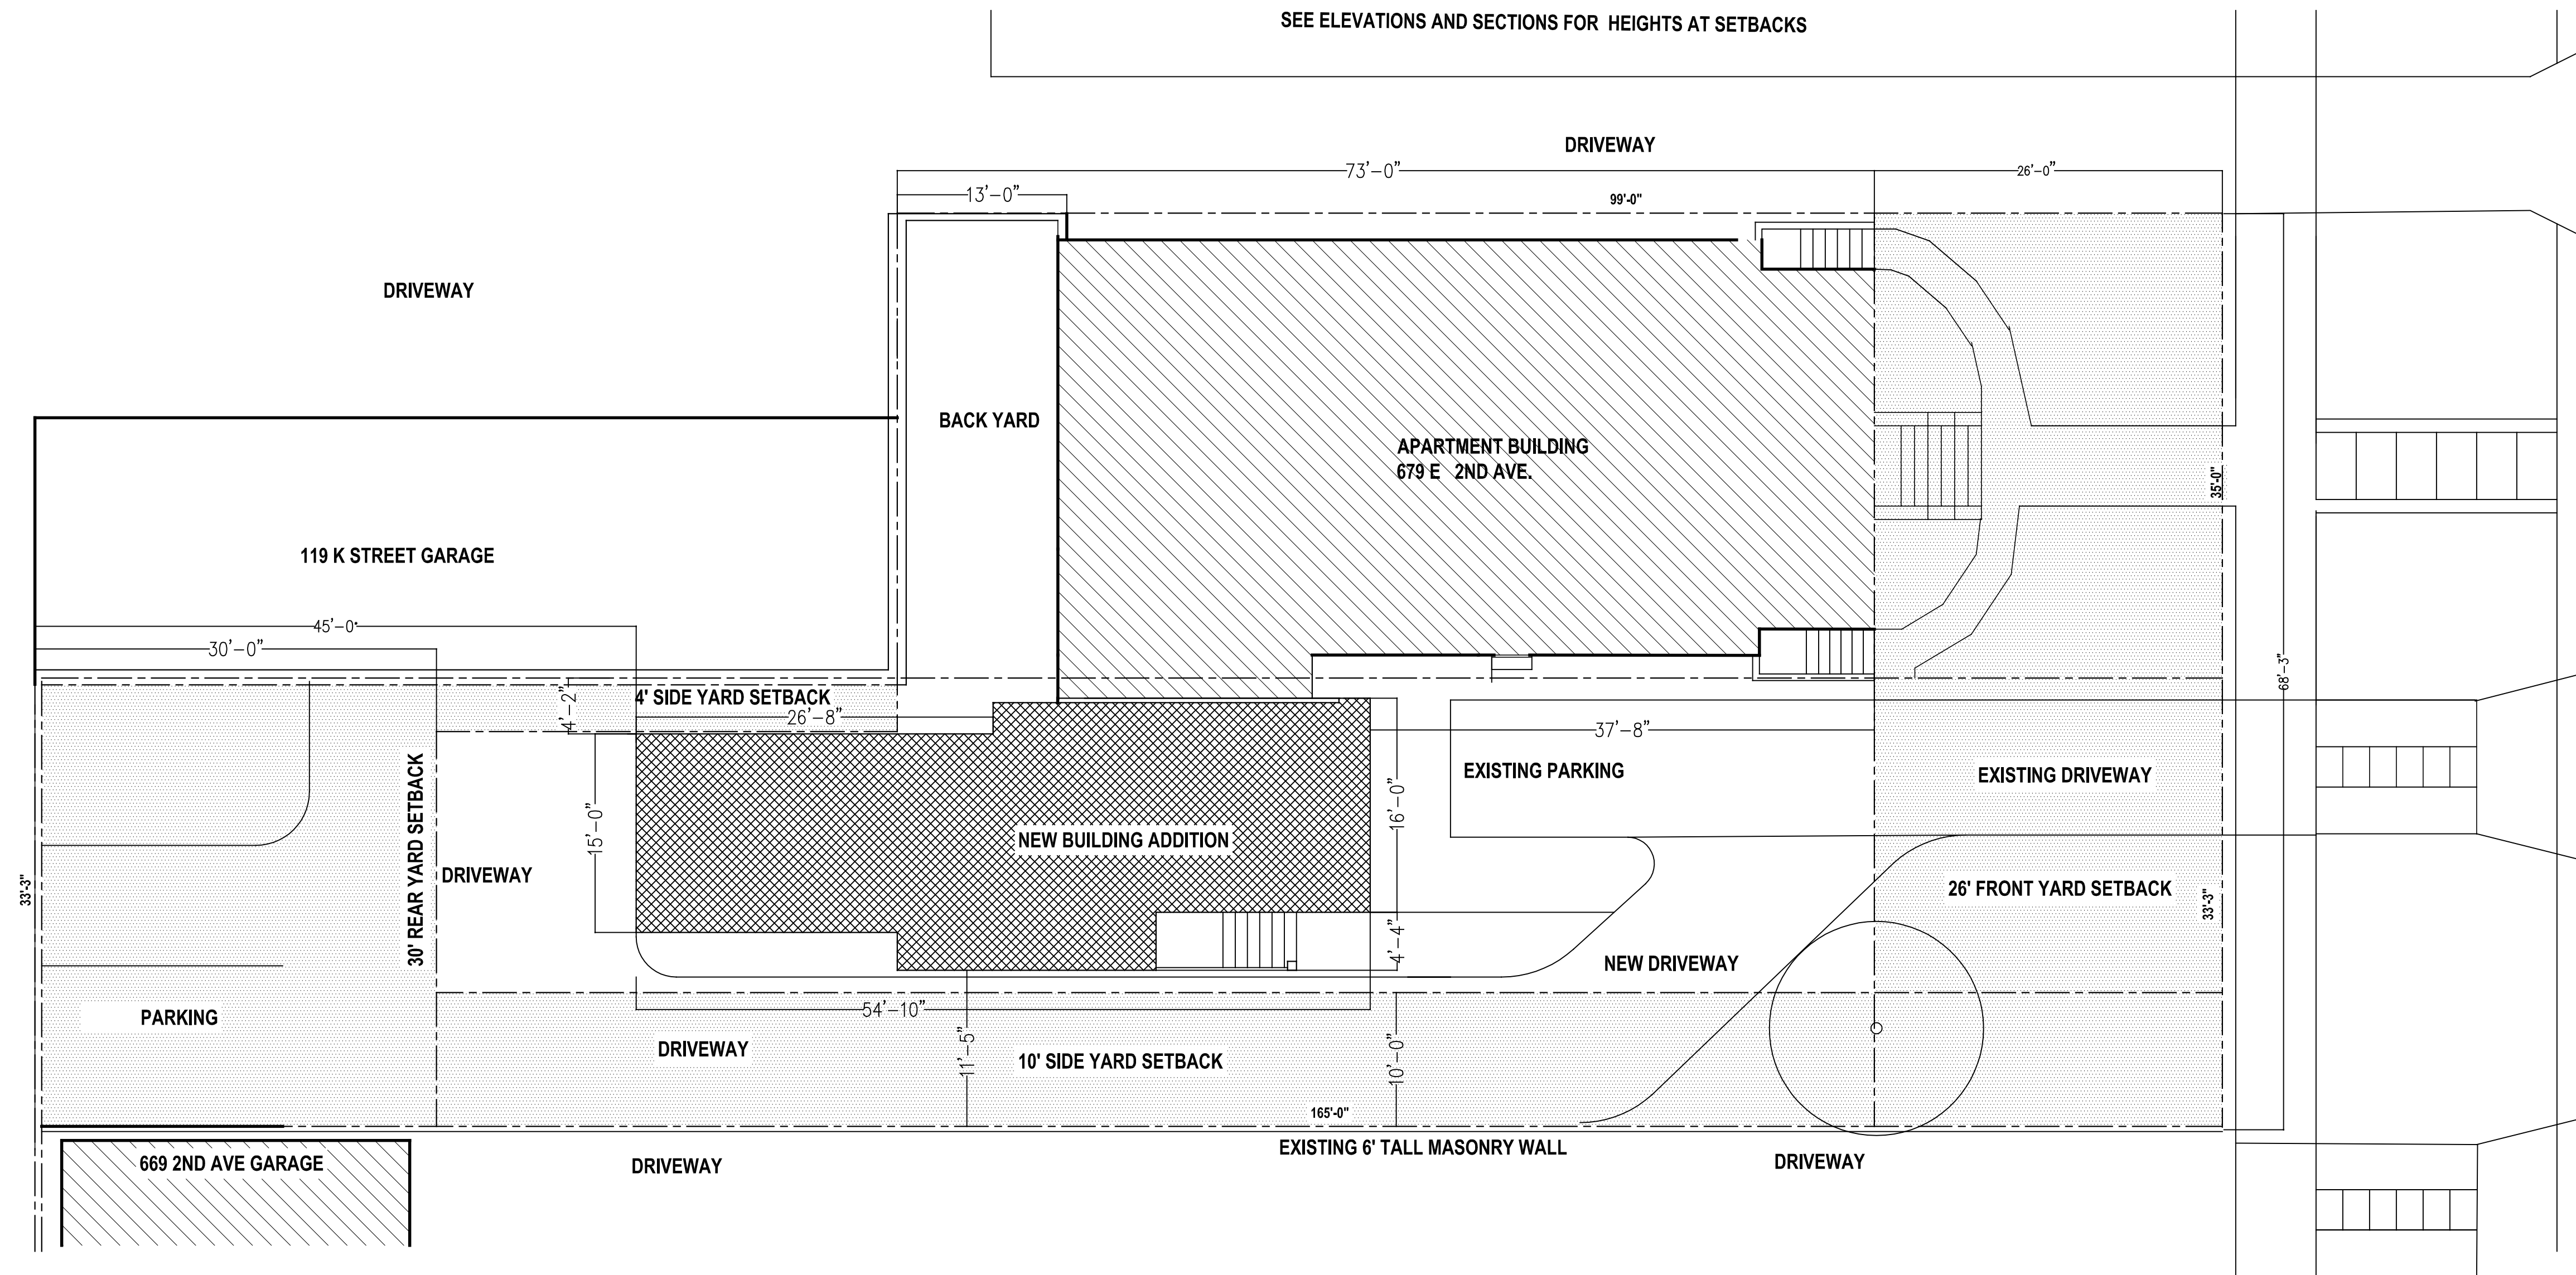 SEE ELEVATIONS AND SECTIONS FOR HEIGHTS AT SETBACKS
DRIVEWAY
73'-0"
26'-0"
13'-0"
99'-0"
DRIVEWAY
BACK YARD
APARTMENT BUILDING
679 E 2ND AVE.
35'-0"
119 K STREET GARAGE
45'-0"
30'-0"
68'-3"
4'-2"
4' SIDE YARD SETBACK
26'-8"
37'-8"
EXISTING PARKING
EXISTING DRIVEWAY
30' REAR YARD SETBACK
15'-0"
16'-0"
NEW BUILDING ADDITION
DRIVEWAY
33'-3"
26' FRONT YARD SETBACK
33'-3"
4'-4"
NEW DRIVEWAY
54'-10"
PARKING
DRIVEWAY
11'-5"
10' SIDE YARD SETBACK
10'-0"
165'-0"
EXISTING 6' TALL MASONRY WALL
669 2ND AVE GARAGE
DRIVEWAY
DRIVEWAY